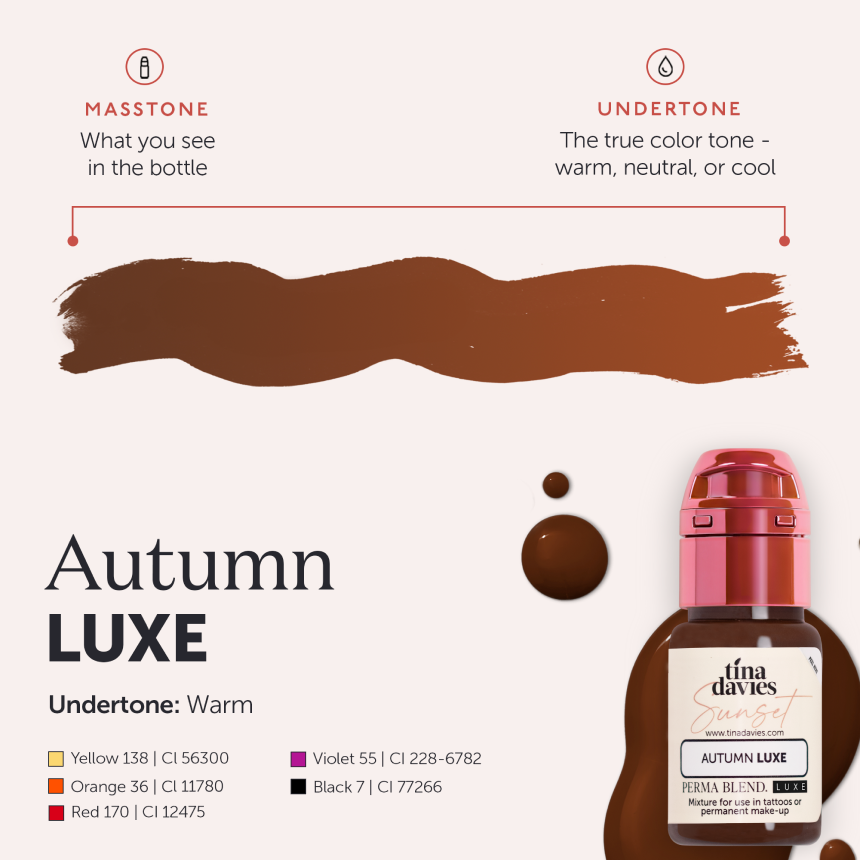 MASSTONE
What you see
in the bottle
UNDERTONE
The true color tone -
warm, neutral, or cool
Autumn
LUXE
Undertone: Warm
Yellow 138 | Cl 56300
Orange 36 | Cl 11780
Red 170 | CI 12475
Violet 55 | CI 228-6782
Black 7 | CI 77266
tina
davies
Sunset
www.tinadavies.com
AUTUMN LUXE
PERMA BLEND. LUXE
Mixture for use in tattoos or
permanent make-up